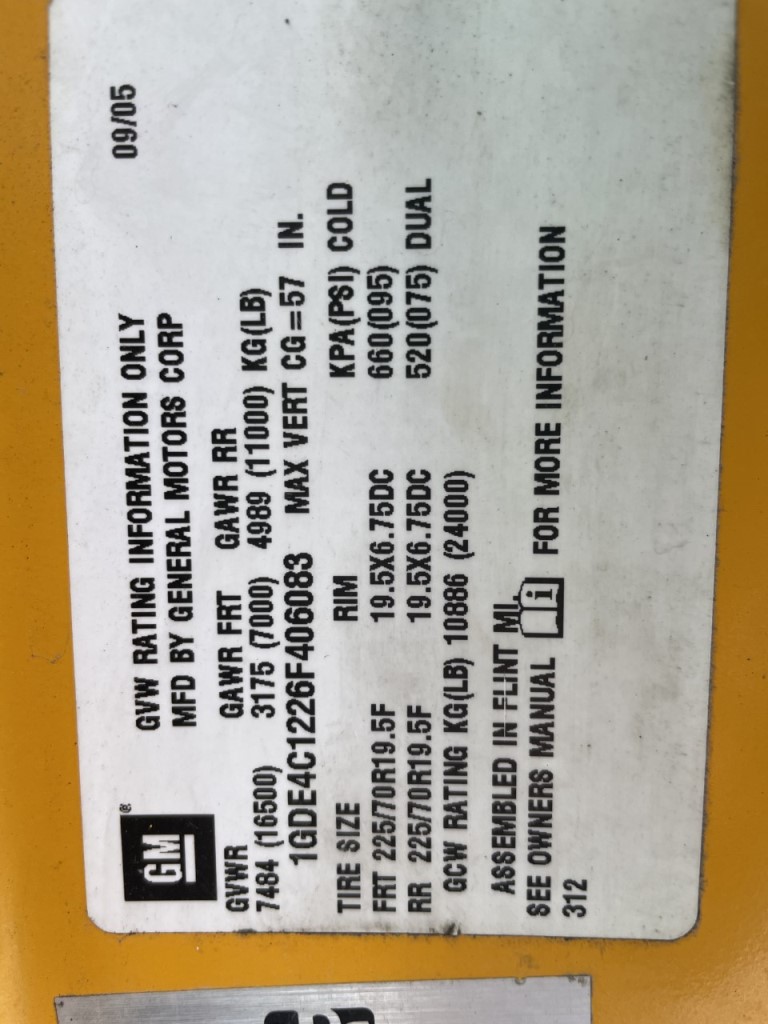 GVW RATING INFORMATION ONLY 09/05
MFD BY GENERAL MOTORS CORP
GM®
GVWR GAWR FRT GAWR RR
7484 (16500) 3175 (7000) 4989 (11000) KG(LB)
1GDE4C1226F406083 MAX VERT CG=57 IN.
TIRE SIZE RIM KPA(PSI) COLD
FRT 225/70R19.5F 19.5X6.75DC 660(095)
RR 225/70R19.5F 19.5X6.75DC 520(075) DUAL
GCW RATING KG(LB) 10886 (24000)
ASSEMBLED IN FLINT MI.
SEE OWNERS MANUAL i FOR MORE INFORMATION
312